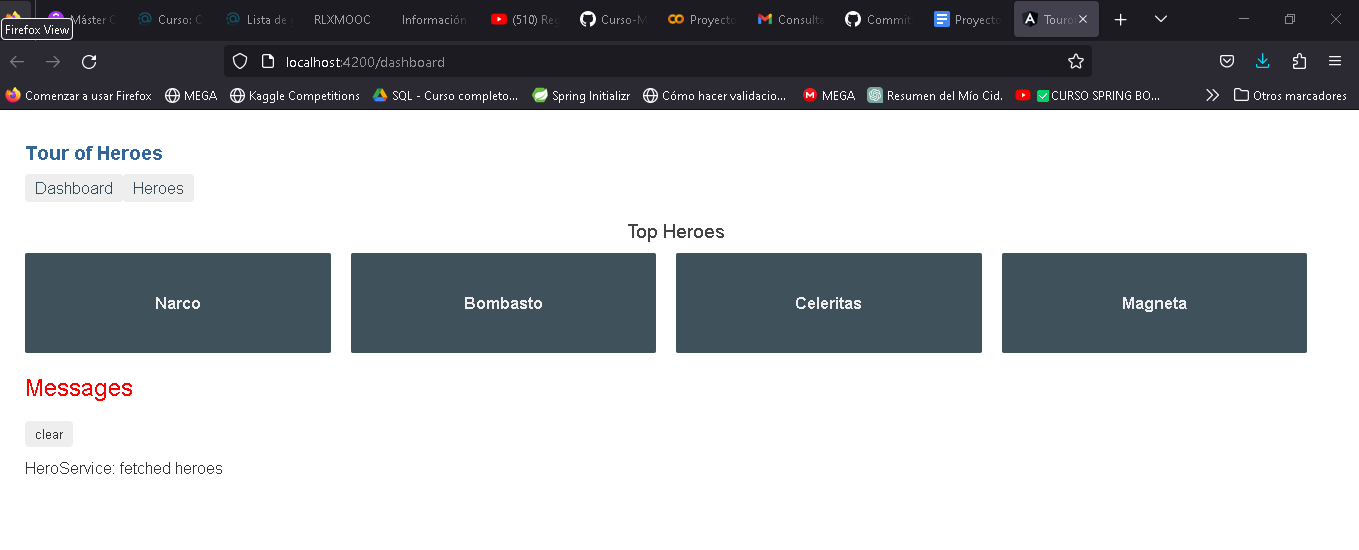 Máster C Curso: C Lista de RLXMOOC Información (510) Re Curso-M Proyecto Consulta Commit Proyecto Touro
Firefox View
localhost:4200/dashboard
Comenzar a usar Firefox MEGA Kaggle Competitions SQL - Curso completo... Spring Initializr Cómo hacer validacio... MEGA Resumen del Mío Cid. CURSO SPRING BO... Otros marcadores
Tour of Heroes
Dashboard Heroes
Top Heroes
Narco Bombasto Celeritas Magneta
Messages
clear
HeroService: fetched heroes